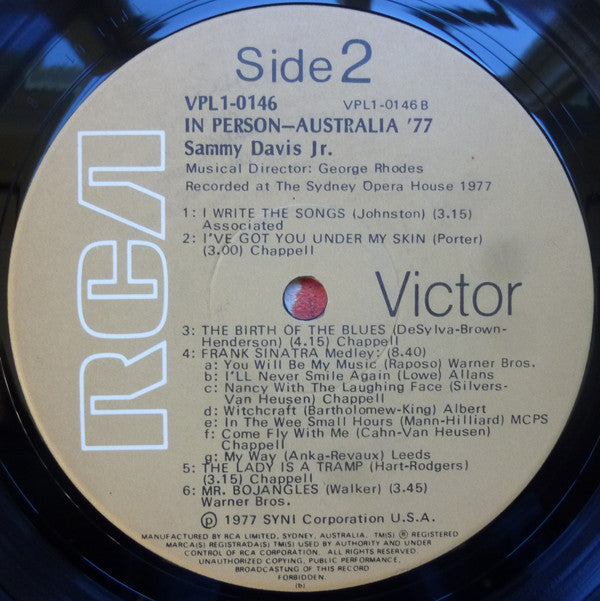 Side 2
VPL1-0146 VPL1-0146 B
IN PERSON—AUSTRALIA '77
Sammy Davis Jr.
Musical Director: George Rhodes
Recorded at The Sydney Opera House 1977
1: I WRITE THE SONGS (Johnston) (3.15)
Associated
2: I'VE GOT YOU UNDER MY SKIN (Porter)
(3.00) Chappell
RCA
Victor
3: THE BIRTH OF THE BLUES (DeSylva-Brown-
Henderson) (4.15) Chappell
4: FRANK SINATRA Medley: (8.40)
a: You Will Be My Music (Raposo) Warner Bros.
b: I'LL Never Smile Again (Lowe) Allans
c: Nancy With The Laughing Face (Silvers-
Van Heusen) Chappell
d: Witchcraft (Bartholomew-King) Albert
e: In The Wee Small Hours (Mann-Hilliard) MCPS
f: Come Fly With Me (Cahn-Van Heusen)
Chappell
g: My Way (Anka-Revaux) Leeds
5: THE LADY IS A TRAMP (Hart-Rodgers)
(3.15) Chappell
6: MR. BOJANGLES (Walker) (3.45)
Warner Bros.
℗ 1977 SYNI Corporation U.S.A.
MANUFACTURED BY RCA LIMITED, SYDNEY, AUSTRALIA. TM(S) ® REGISTERED
MARCA(S) REGISTRADA(S) TM(S) USED BY AUTHORITY AND UNDER
CONTROL OF RCA CORPORATION. ALL RIGHTS RESERVED.
UNAUTHORIZED COPYING, PUBLIC PERFORMANCE,
BROADCASTING OF THIS RECORD
FORBIDDEN.
(b)